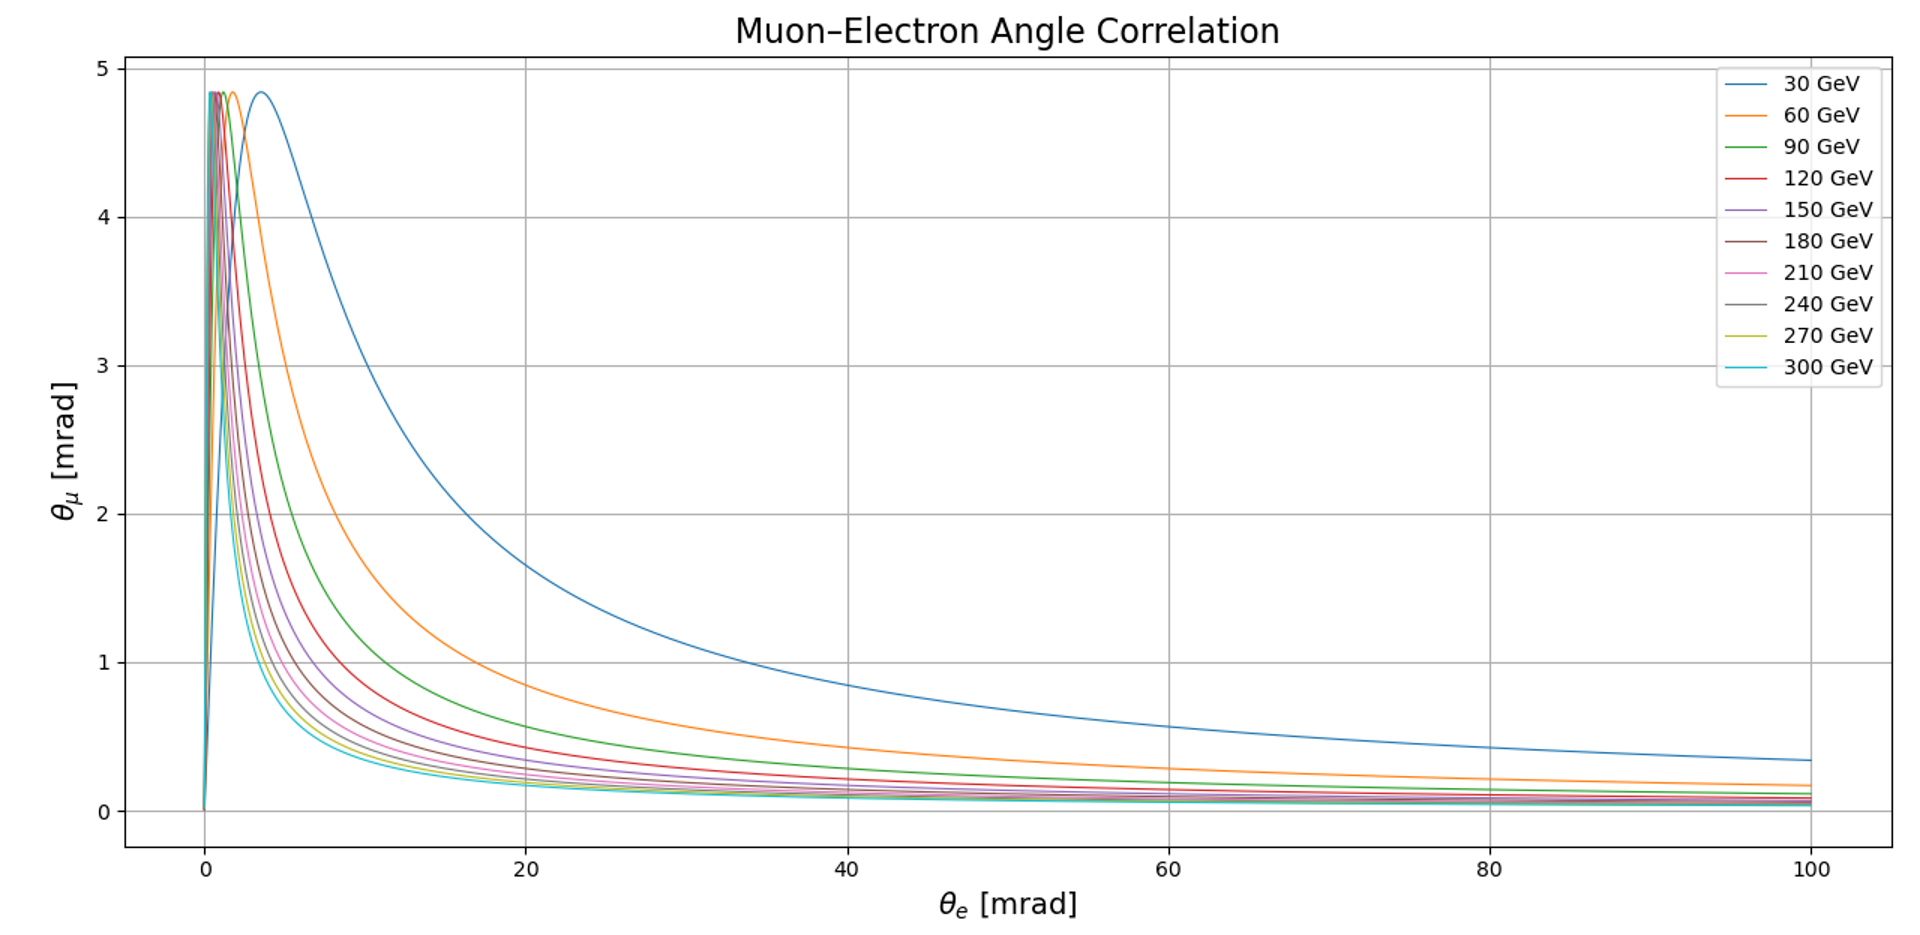 Muon–Electron Angle Correlation
5
4
3
2
1
0
θμ [mrad]
30 GeV
60 GeV
90 GeV
120 GeV
150 GeV
180 GeV
210 GeV
240 GeV
270 GeV
300 GeV
0 20 40 60 80 100
θe [mrad]